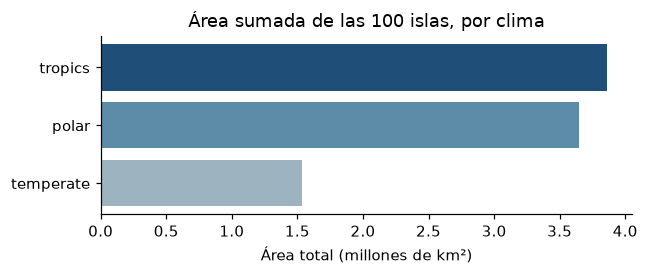 Área sumada de las 100 islas, por clima
tropics
polar
temperate
0.0 0.5 1.0 1.5 2.0 2.5 3.0 3.5 4.0
Área total (millones de km²)